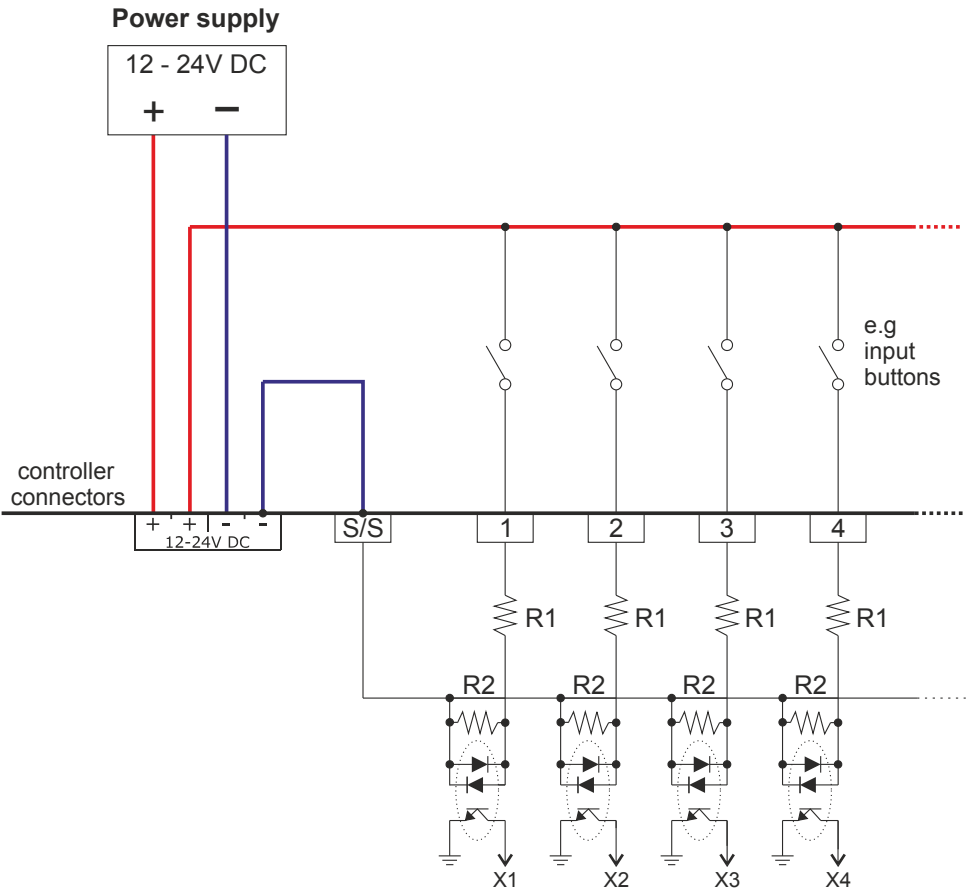 Power supply
12 - 24V DC
+ −
e.g
input
buttons
controller
connectors
+ + - -
12-24V DC
S/S 1 2 3 4
R1 R1 R1 R1
R2 R2 R2 R2
X1 X2 X3 X4